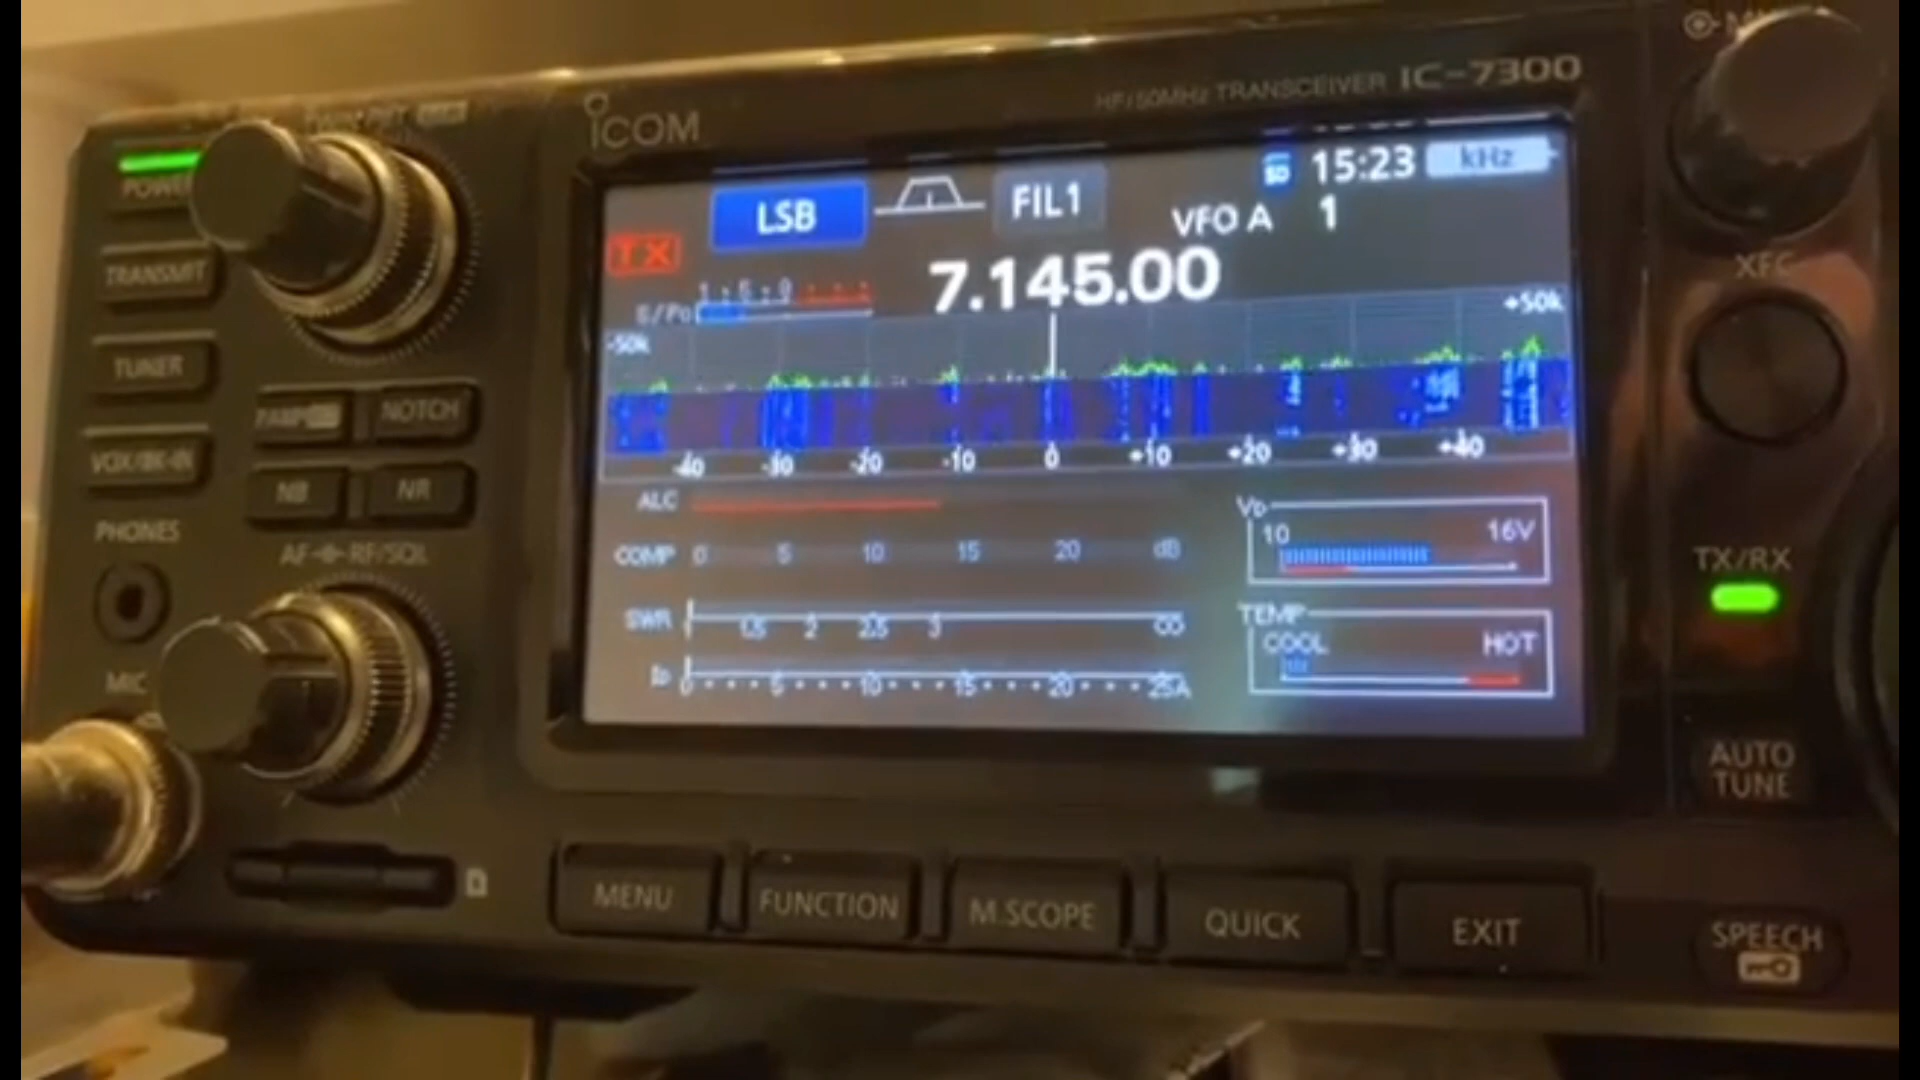 ICOM
HF/50MHz TRANSCEIVER IC-7300
POWER
TRANSMIT
TUNER
VOX/BK-IN
P.AMP
NOTCH
NB
NR
PHONES
AF RF/SQL
MIC
LSB
FIL1
15:23
kHz
VFO A 1
TX
7.145.00
S/Po
1 5 9
-50k
+50k
-40 -30 -20 -10 0 +10 +20 +30 +40
ALC
COMP 0 5 10 15 20 dB
SWR 1 1.5 2 2.5 3 ∞
ID 0 5 10 15 20 25A
VD
10 16V
TEMP
COOL HOT
XFC
TX/RX
AUTO
TUNE
SPEECH
MENU
FUNCTION
M.SCOPE
QUICK
EXIT